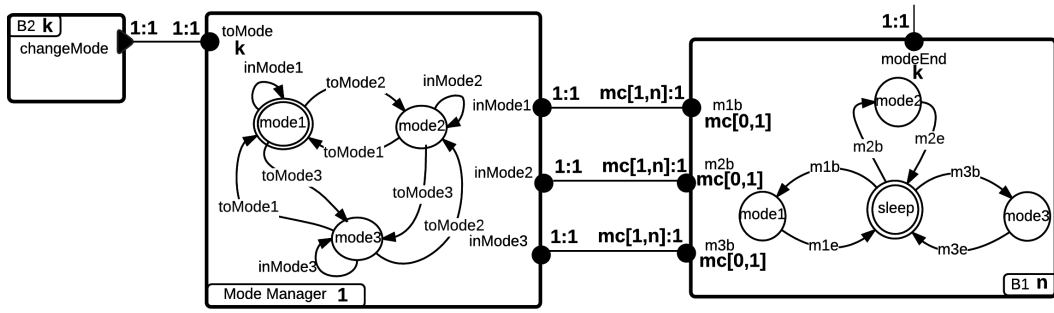 B2 k
changeMode
1:1
1:1
toMode
k
inMode1
toMode2
inMode2
mode1
mode2
toMode1
toMode3
toMode1
toMode3
toMode2
mode3
inMode3
Mode Manager 1
inMode1
1:1
mc[1,n]:1
m1b
mc[0,1]
inMode2
1:1
mc[1,n]:1
m2b
mc[0,1]
inMode3
1:1
mc[1,n]:1
m3b
mc[0,1]
1:1
modeEnd
k
mode2
m2b
m2e
m1b
m3b
mode1
sleep
mode3
m1e
m3e
B1 n